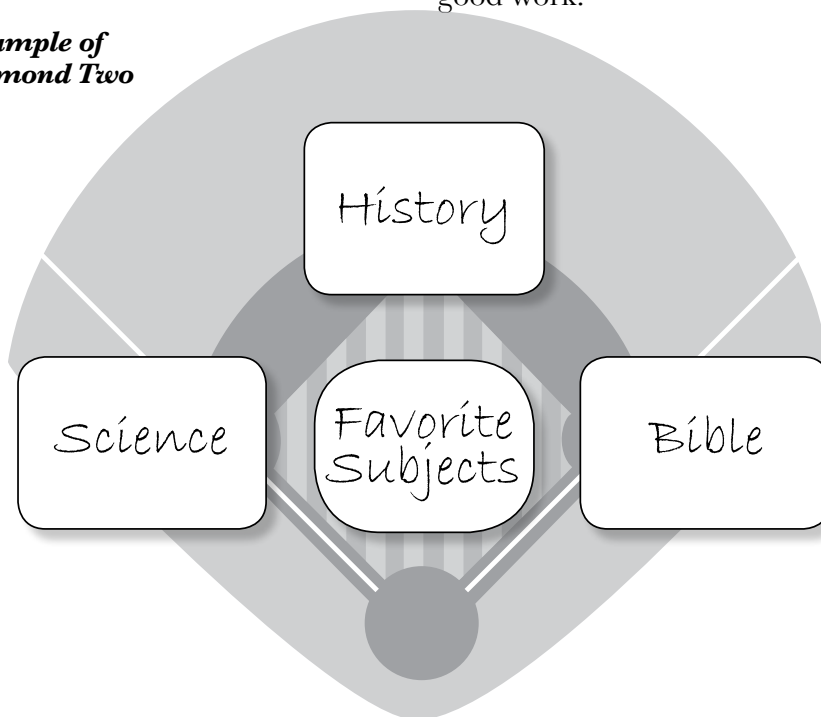 good work.
ample of
mond Two
History
Science
Favorite
Subjects
Bible